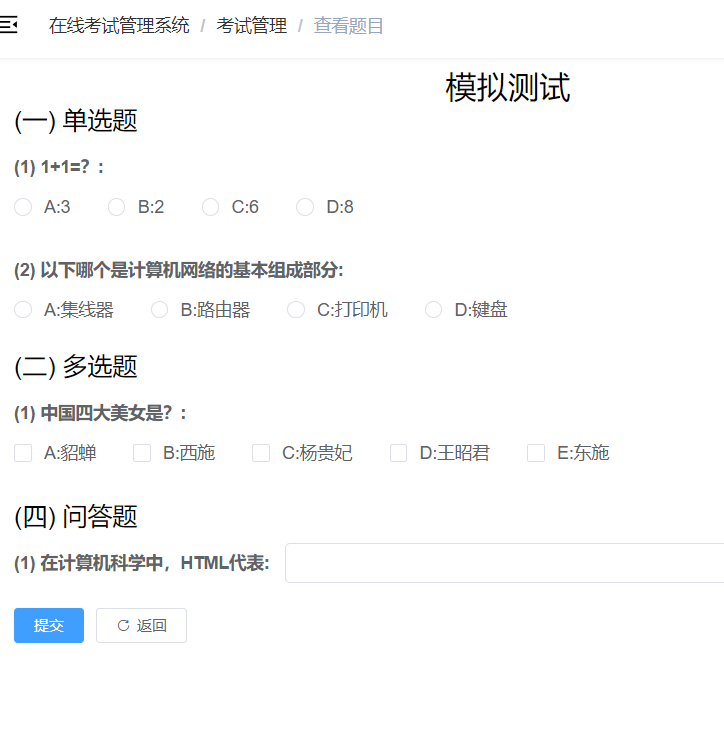 在线考试管理系统 / 考试管理 / 查看题目
模拟测试
(一) 单选题
(1) 1+1=? :
A:3 B:2 C:6 D:8
(2) 以下哪个是计算机网络的基本组成部分:
A:集线器 B:路由器 C:打印机 D:键盘
(二) 多选题
(1) 中国四大美女是? :
A:貂蝉 B:西施 C:杨贵妃 D:王昭君 E:东施
(四) 问答题
(1) 在计算机科学中，HTML代表:
提交 返回